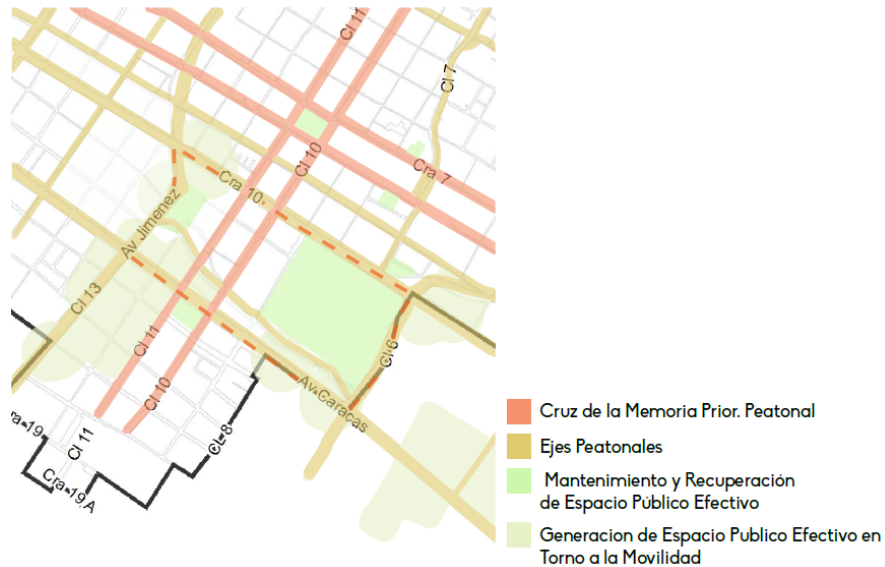 Cl 11
Cl 7
Cl 10
Cra 7
Cra 10
Av Jimenez
Cl 13
Cl 11
Cl 6
Cl 10
Av. Caracas
Cl 8
ra 19
Cl 11
Cra 19 A
Cruz de la Memoria Prior. Peatonal
Ejes Peatonales
Mantenimiento y Recuperación
de Espacio Público Efectivo
Generacion de Espacio Publico Efectivo en
Torno a la Movilidad